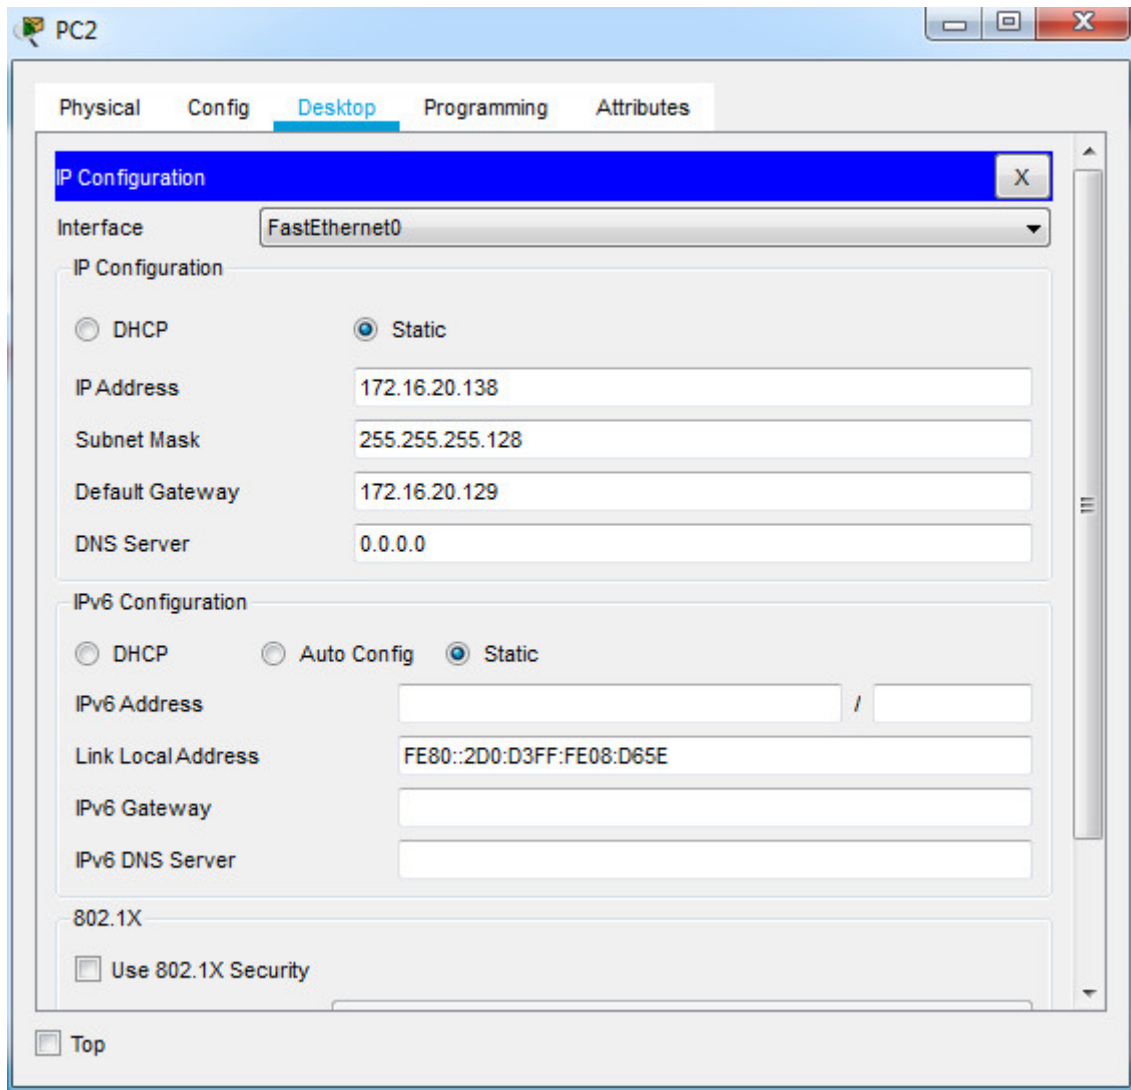 PC2
X
Physical Config Desktop Programming Attributes
IP Configuration X
Interface FastEthernet0
IP Configuration
DHCP Static
IP Address 172.16.20.138
Subnet Mask 255.255.255.128
Default Gateway 172.16.20.129
DNS Server 0.0.0.0
IPv6 Configuration
DHCP Auto Config Static
IPv6 Address /
Link Local Address FE80::2D0:D3FF:FE08:D65E
IPv6 Gateway
IPv6 DNS Server
802.1X
Use 802.1X Security
Top